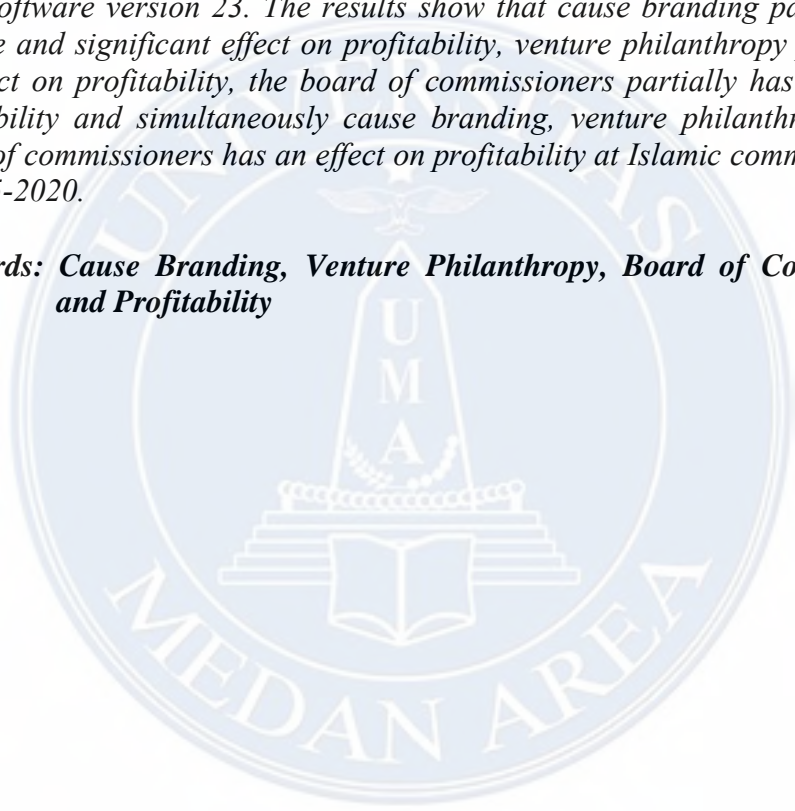 oftware version 23. The results show that cause branding pa
e and significant effect on profitability, venture philanthropy
ct on profitability, the board of commissioners partially has
bility and simultaneously cause branding, venture philanthr
of commissioners has an effect on profitability at Islamic comm
-2020.
rds: Cause Branding, Venture Philanthropy, Board of Co
and Profitability
UNIVERSITAS
U
M
A
MEDAN AREA